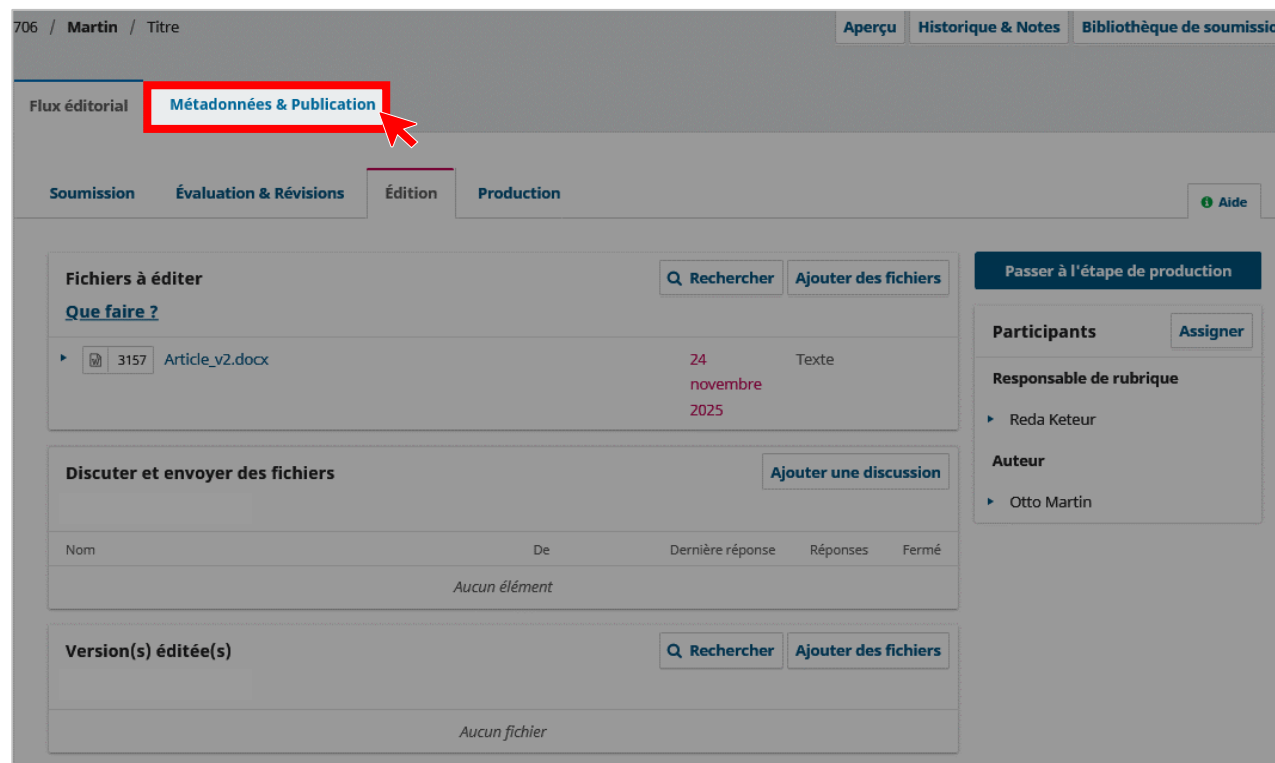 706 / Martin / Titre
Aperçu
Historique & Notes
Bibliothèque de soumissio
Flux éditorial
Métadonnées & Publication
Soumission
Évaluation & Révisions
Édition
Production
Aide
Fichiers à éditer
Rechercher
Ajouter des fichiers
Que faire ?
3157 Article_v2.docx
24
novembre
2025
Texte
Discuter et envoyer des fichiers
Ajouter une discussion
Nom
De
Dernière réponse
Réponses
Fermé
Aucun élément
Version(s) éditée(s)
Rechercher
Ajouter des fichiers
Aucun fichier
Passer à l'étape de production
Participants
Assigner
Responsable de rubrique
Reda Keteur
Auteur
Otto Martin